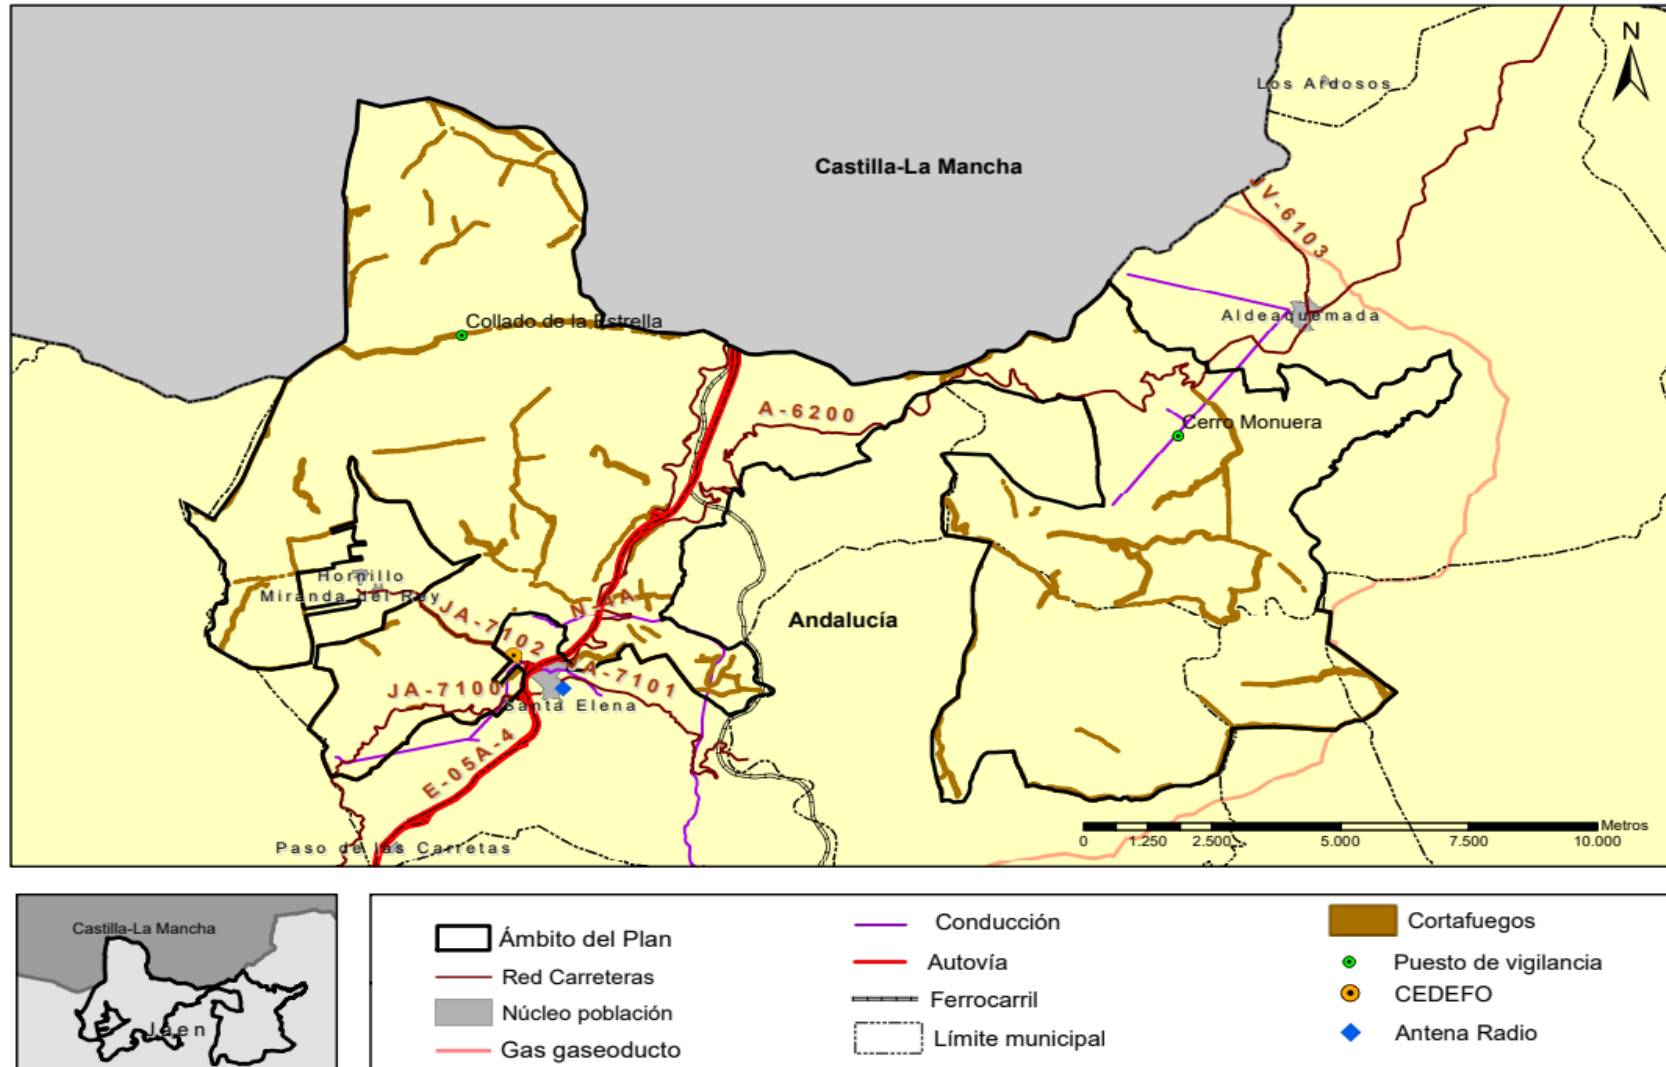 N
Los Ardosos
Castilla-La Mancha
JV-6103
Collado de la Estrella
Aldeaquemada
A-6200
Cerro Monuera
Hornillo
Miranda del Rey
JA-7102
N-4A
Andalucía
JA-7101
JA-7100
Santa Elena
E-05A-4
Paso de las Carretas
Metros
0 1.250 2.500 5.000 7.500 10.000
Castilla-La Mancha
Jaen
Ámbito del Plan
Red Carreteras
Núcleo población
Gas gaseoducto
Conducción
Autovía
Ferrocarril
Límite municipal
Cortafuegos
Puesto de vigilancia
CEDEFO
Antena Radio